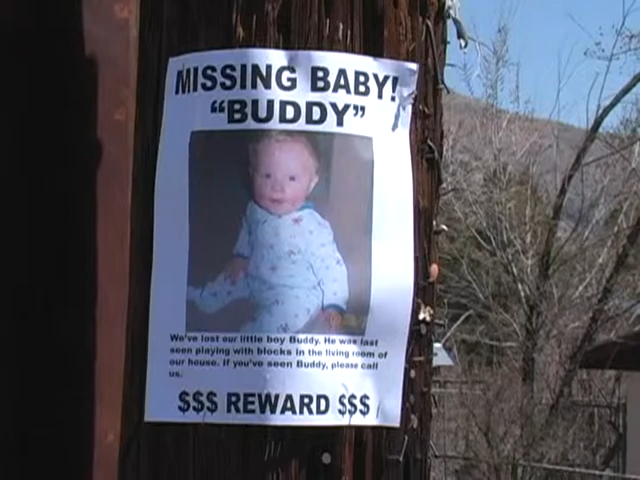 MISSING BABY!
“BUDDY”
We've lost our little boy Buddy. He was last
seen playing with blocks in the living room of
our house. If you've seen Buddy, please call
us.
$$$ REWARD $$$